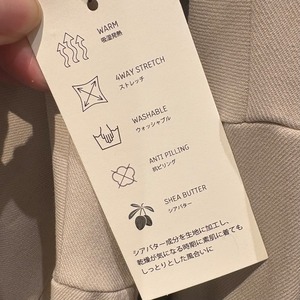 WARM
吸湿発熱
4WAY STRETCH
ストレッチ
WASHABLE
ウォッシャブル
ANTI PILLING
抗ピリング
SHEA BUTTER
シアバター
シアバター成分を生地に加工し、
乾燥が気になる時期に素肌に着ても
しっとりとした風合いに